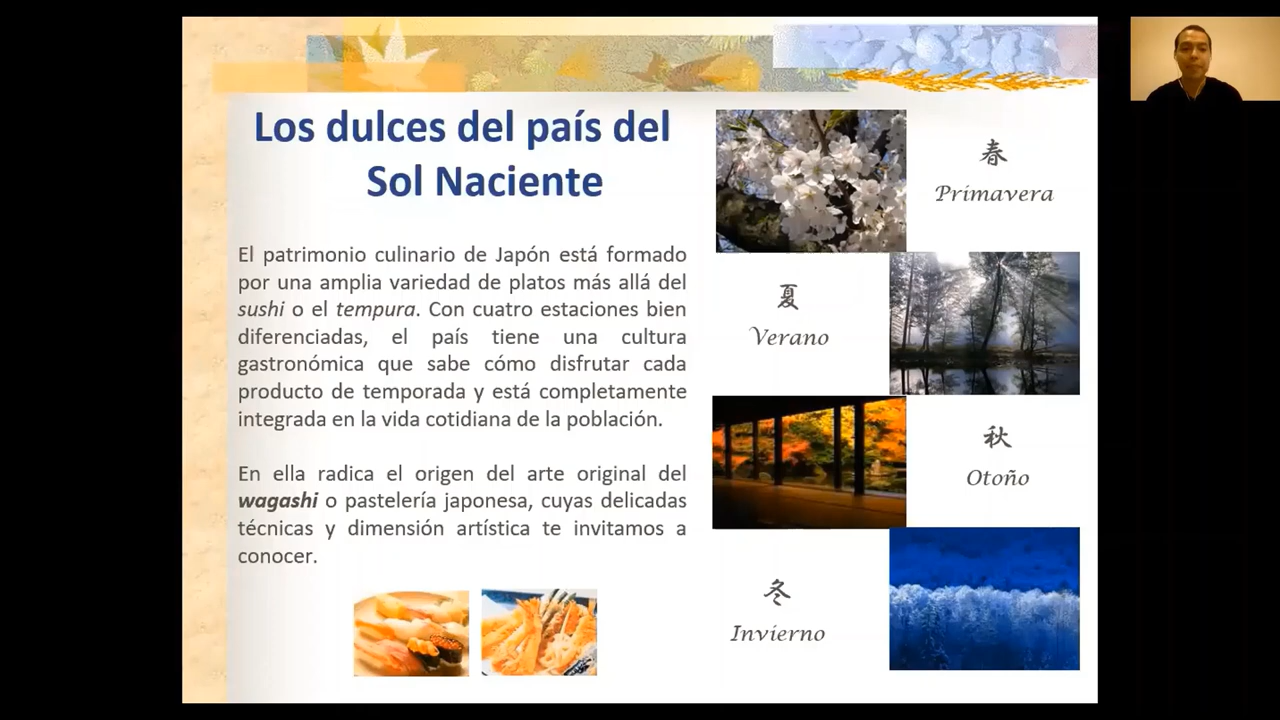 Los dulces del país del
Sol Naciente
El patrimonio culinario de Japón está formado
por una amplia variedad de platos más allá del
sushi o el tempura. Con cuatro estaciones bien
diferenciadas, el país tiene una cultura
gastronómica que sabe cómo disfrutar cada
producto de temporada y está completamente
integrada en la vida cotidiana de la población.
En ella radica el origen del arte original del
wagashi o pastelería japonesa, cuyas delicadas
técnicas y dimensión artística te invitamos a
conocer.
春
Primavera
夏
Verano
秋
Otoño
冬
Invierno